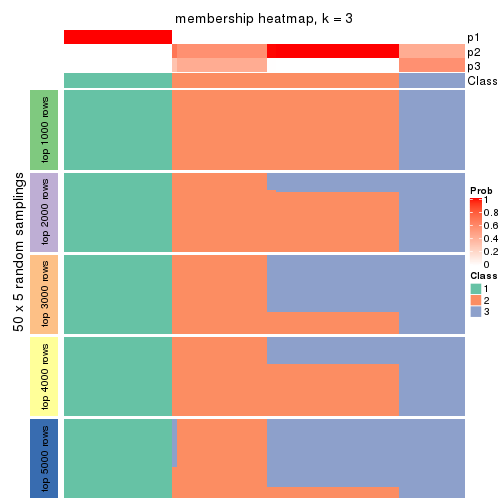 membership heatmap, k = 3
p1
p2
p3
Class
50 x 5 random samplings
top 1000 rows
top 2000 rows
top 3000 rows
top 4000 rows
top 5000 rows
Prob
1
0.8
0.6
0.4
0.2
0
Class
1
2
3